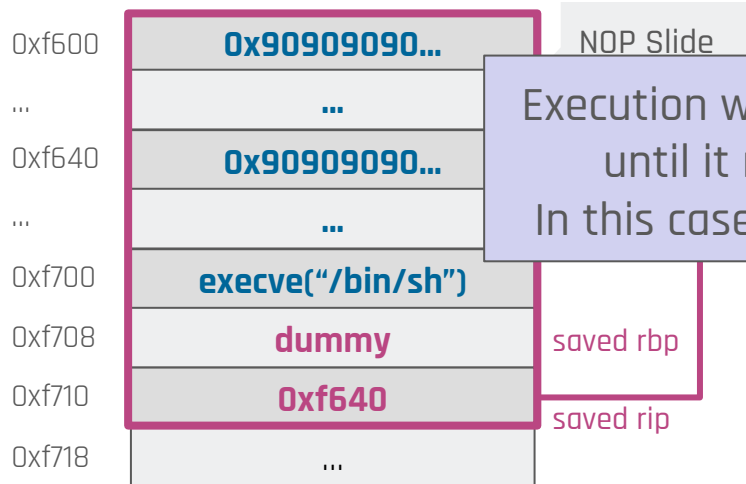 0xf600 0x90909090... NOP Slide
... ...
Execution
until it
In this case
0xf640 0x90909090...
... ...
0xf700 execve(“/bin/sh”)
0xf708 dummy saved rbp
0xf710 0xf640
saved rip
0xf718 ...